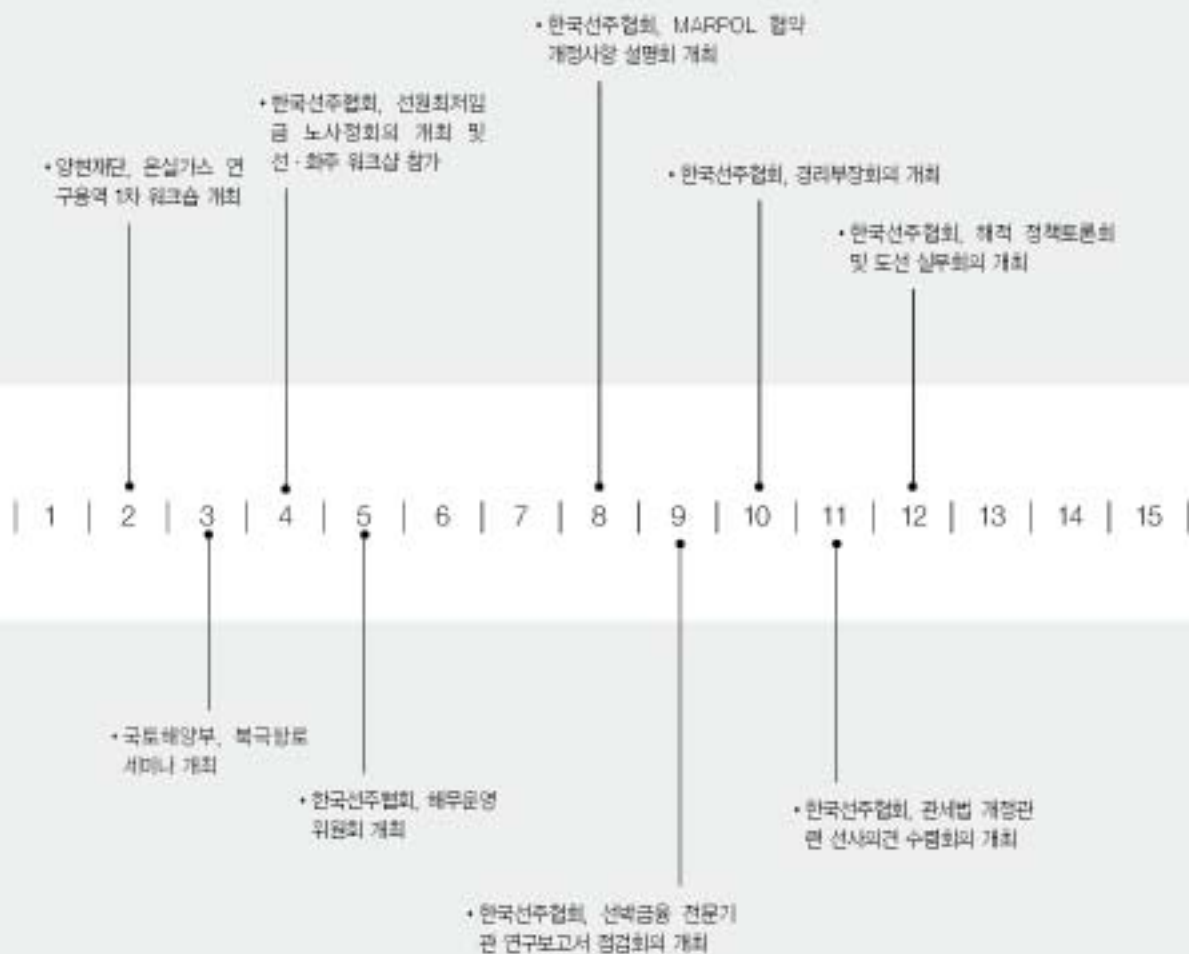 • 한국선주협회, MARPOL 협약
개정사항 설명회 개최
• 한국선주협회, 선원최저임
금 노사정회의 개최 및
선·화주 워크샵 참가
• 양현재단, 온실가스 연
구용역 1차 워크숍 개최
• 한국선주협회, 경리부장회의 개최
• 한국선주협회, 해적 정책토론회
및 도선 실무회의 개최
| 1 | 2 | 3 | 4 | 5 | 6 | 7 | 8 | 9 | 10 | 11 | 12 | 13 | 14 | 15 |
• 국토해양부, 북극항로
세미나 개최
• 한국선주협회, 해무운영
위원회 개최
• 한국선주협회, 관세법 개정관
련 선사의견 수렴회의 개최
• 한국선주협회, 선박금융 전문기
관 연구보고서 점검회의 개최